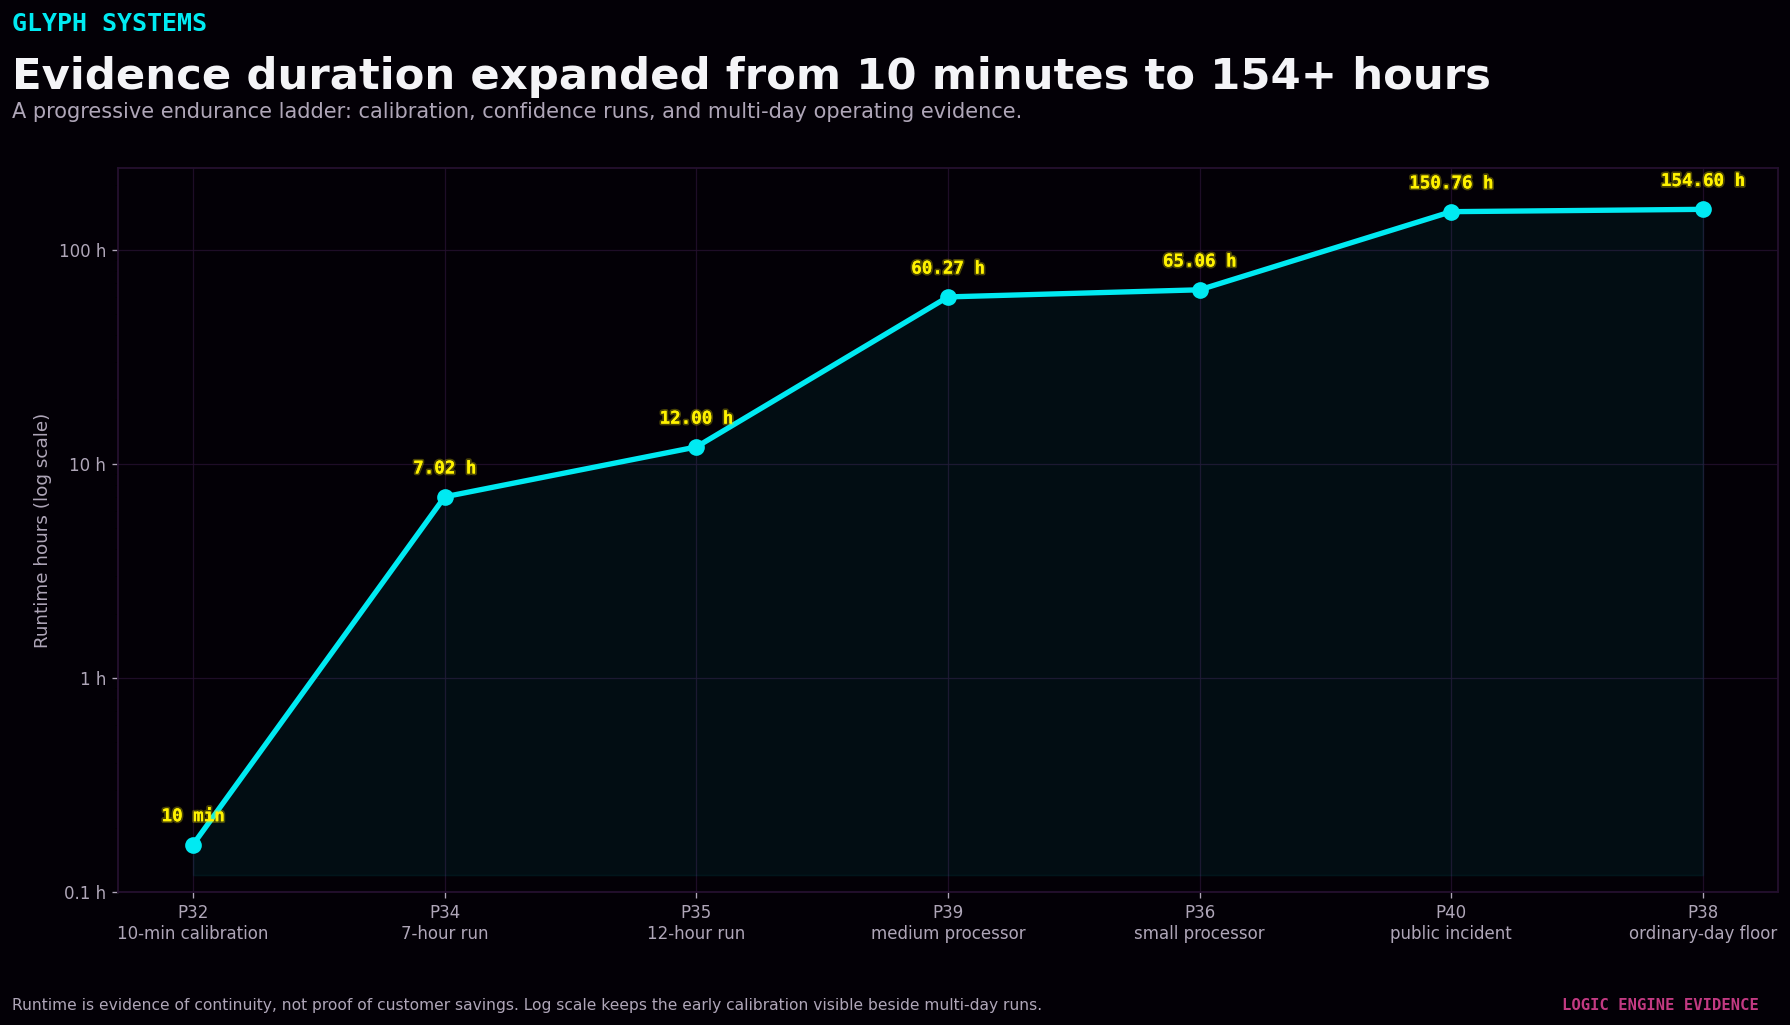 GLYPH SYSTEMS
Evidence duration expanded from 10 minutes to 154+ hours
A progressive endurance ladder: calibration, confidence runs, and multi-day operating evidence.
Runtime hours (log scale)
100 h
10 h
1 h
0.1 h
10 min
7.02 h
12.00 h
60.27 h
65.06 h
150.76 h
154.60 h
P32
10-min calibration
P34
7-hour run
P35
12-hour run
P39
medium processor
P36
small processor
P40
public incident
P38
ordinary-day floor
Runtime is evidence of continuity, not proof of customer savings. Log scale keeps the early calibration visible beside multi-day runs.
LOGIC ENGINE EVIDENCE